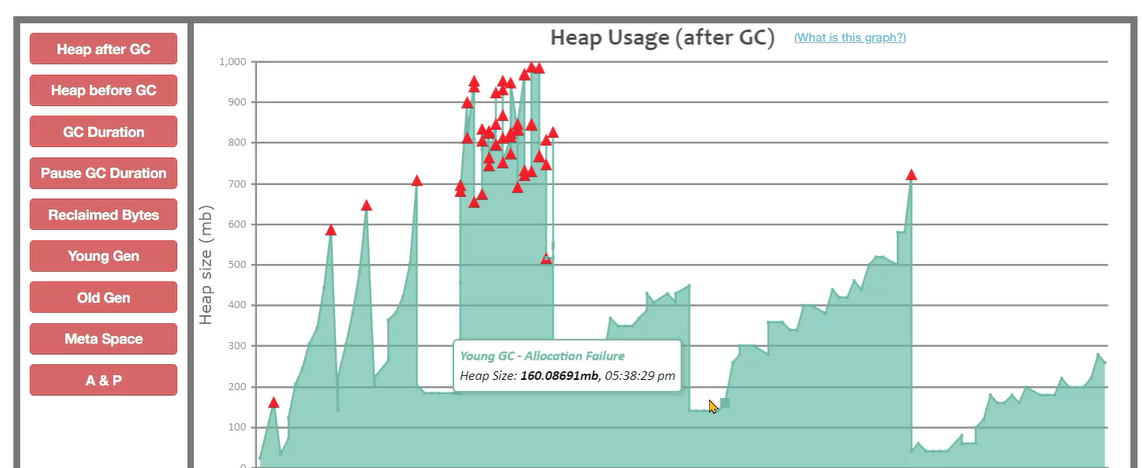 Heap Usage (after GC)
(What is this graph?)
Heap after GC
Heap before GC
GC Duration
Pause GC Duration
Reclaimed Bytes
Young Gen
Old Gen
Meta Space
A & P
Heap size (mb)
1,000
900
800
700
600
500
400
300
200
100
0
Young GC - Allocation Failure
Heap Size: 160.08691mb, 05:38:29 pm